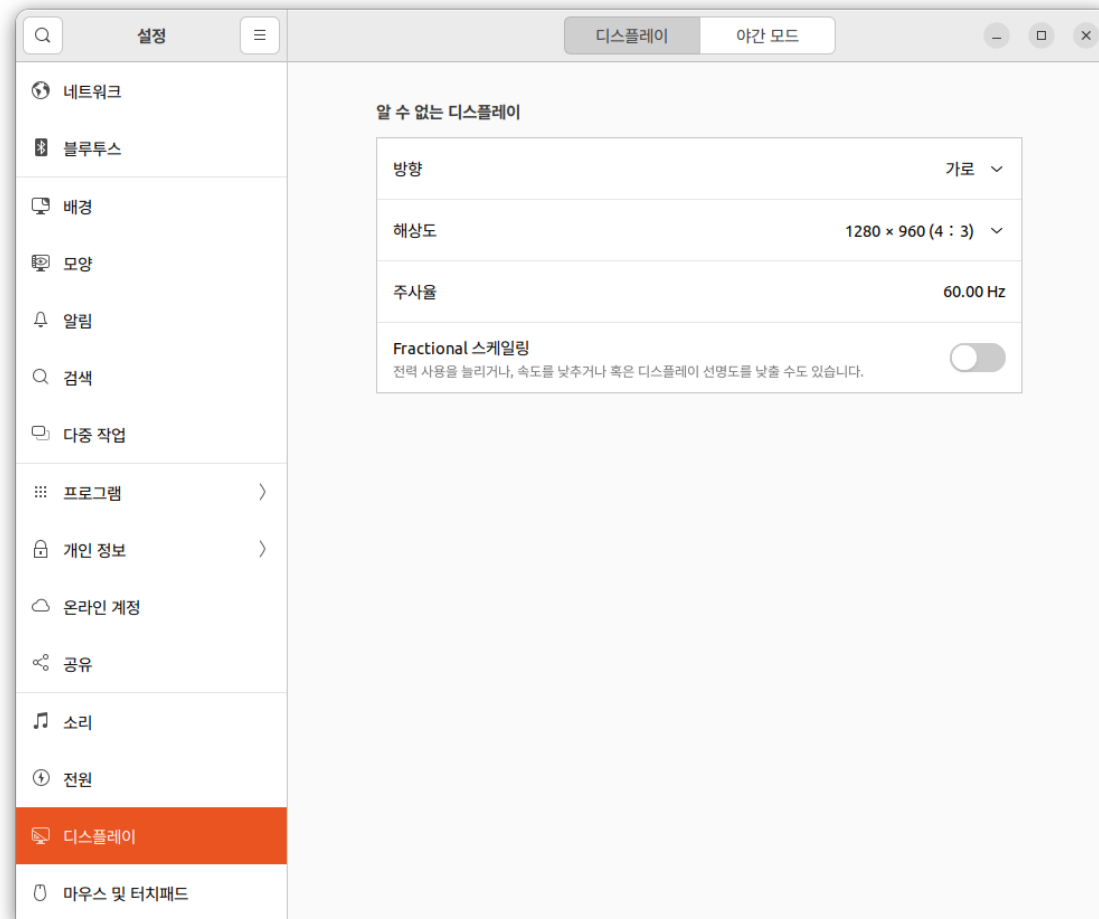 설정
디스플레이
야간 모드
네트워크
블루투스
배경
모양
알림
검색
다중 작업
프로그램
개인 정보
온라인 계정
공유
소리
전원
디스플레이
마우스 및 터치패드
알 수 없는 디스플레이
방향
가로
해상도
1280 × 960 (4 : 3)
주사율
60.00 Hz
Fractional 스케일링
전력 사용을 늘리거나, 속도를 낮추거나 혹은 디스플레이 선명도를 낮출 수도 있습니다.